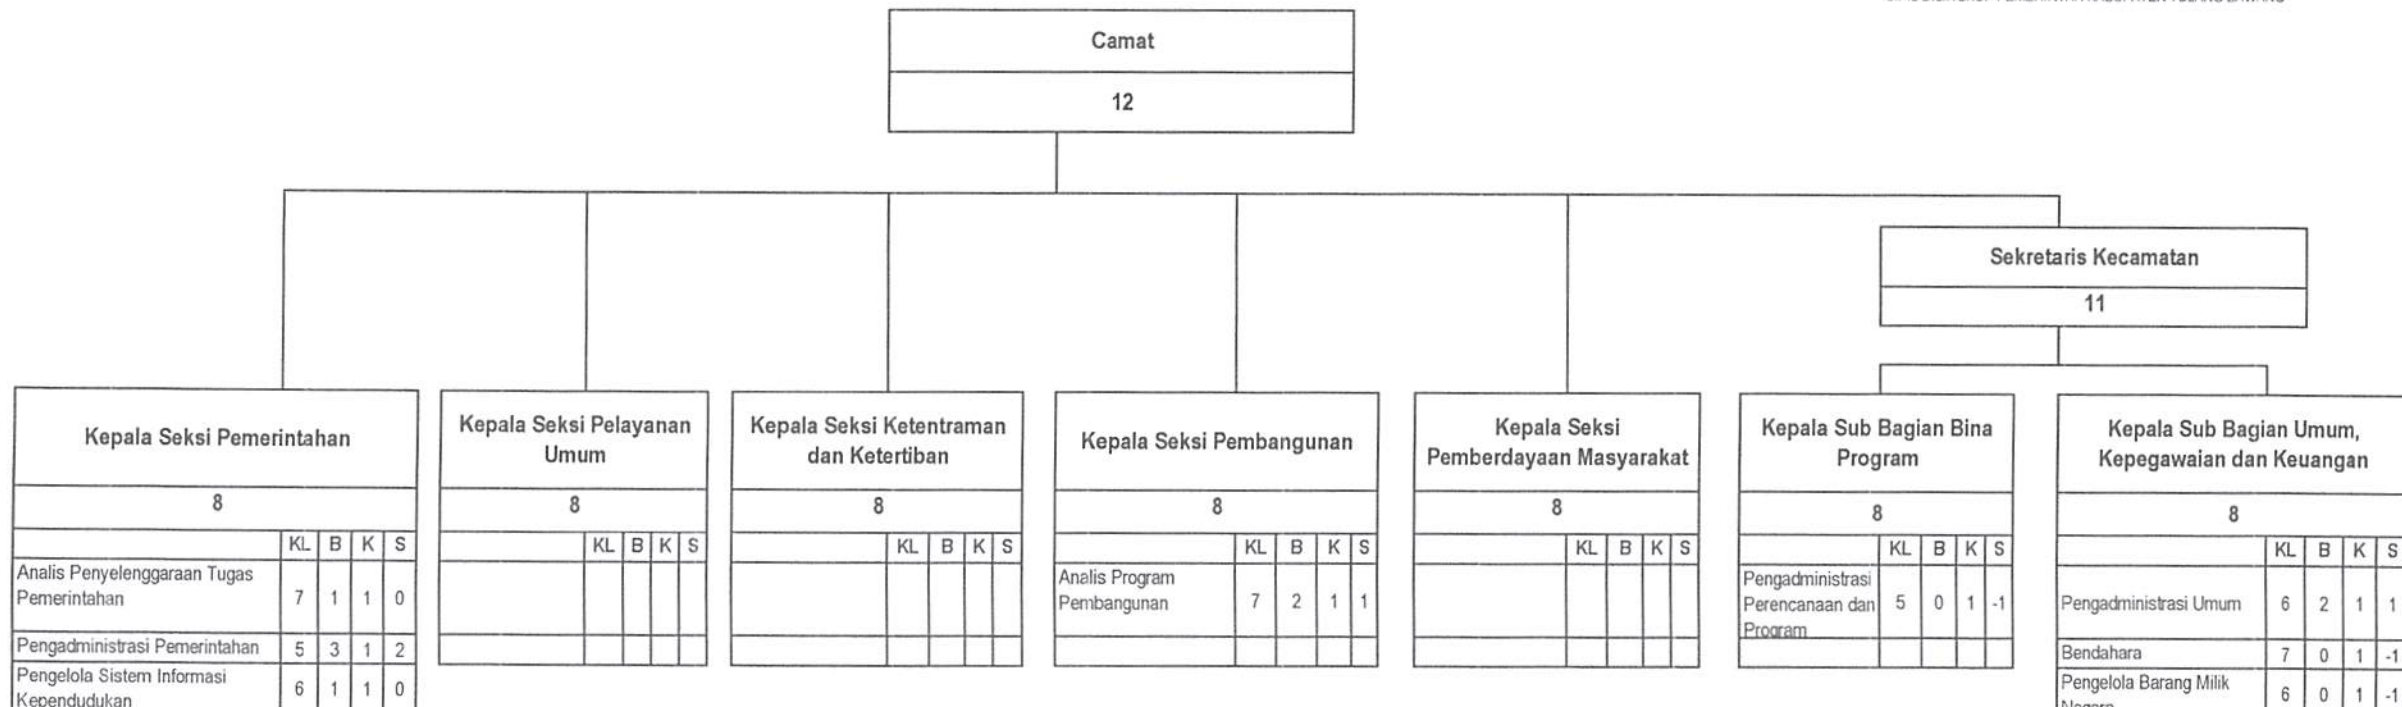 Camat
12
Sekretaris Kecamatan
11
Kepala Seksi Pemerintahan
8
KL B K S
Analis Penyelenggaraan Tugas
Pemerintahan 7 1 1 0
Pengadministrasi Pemerintahan 5 3 1 2
Pengelola Sistem Informasi
Kependudukan 6 1 1 0
Kepala Seksi Pelayanan
Umum
8
KL B K S
Kepala Seksi Ketentraman
dan Ketertiban
8
KL B K S
Kepala Seksi Pembangunan
8
KL B K S
Analis Program
Pembangunan 7 2 1 1
Kepala Seksi
Pemberdayaan Masyarakat
8
KL B K S
Kepala Sub Bagian Bina
Program
8
KL B K S
Pengadministrasi
Perencanaan dan 5 0 1 -1
Program
Kepala Sub Bagian Umum,
Kepegawaian dan Keuangan
8
KL B K S
Pengadministrasi Umum 6 2 1 1
Bendahara 7 0 1 -1
Pengelola Barang Milik
Negara 6 0 1 -1